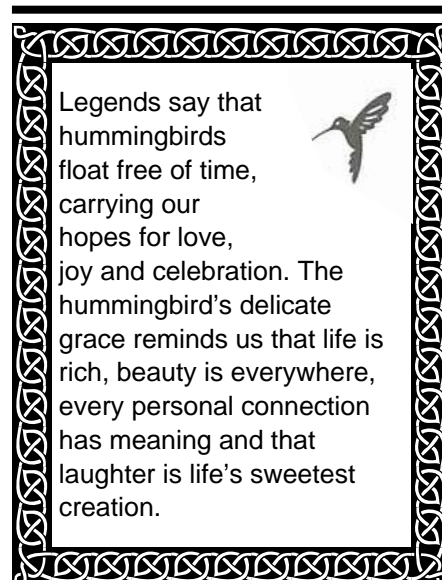 Legends say that
hummingbirds
float free of time,
carrying our
hopes for love,
joy and celebration. The
hummingbird’s delicate
grace reminds us that life is
rich, beauty is everywhere,
every personal connection
has meaning and that
laughter is life’s sweetest
creation.